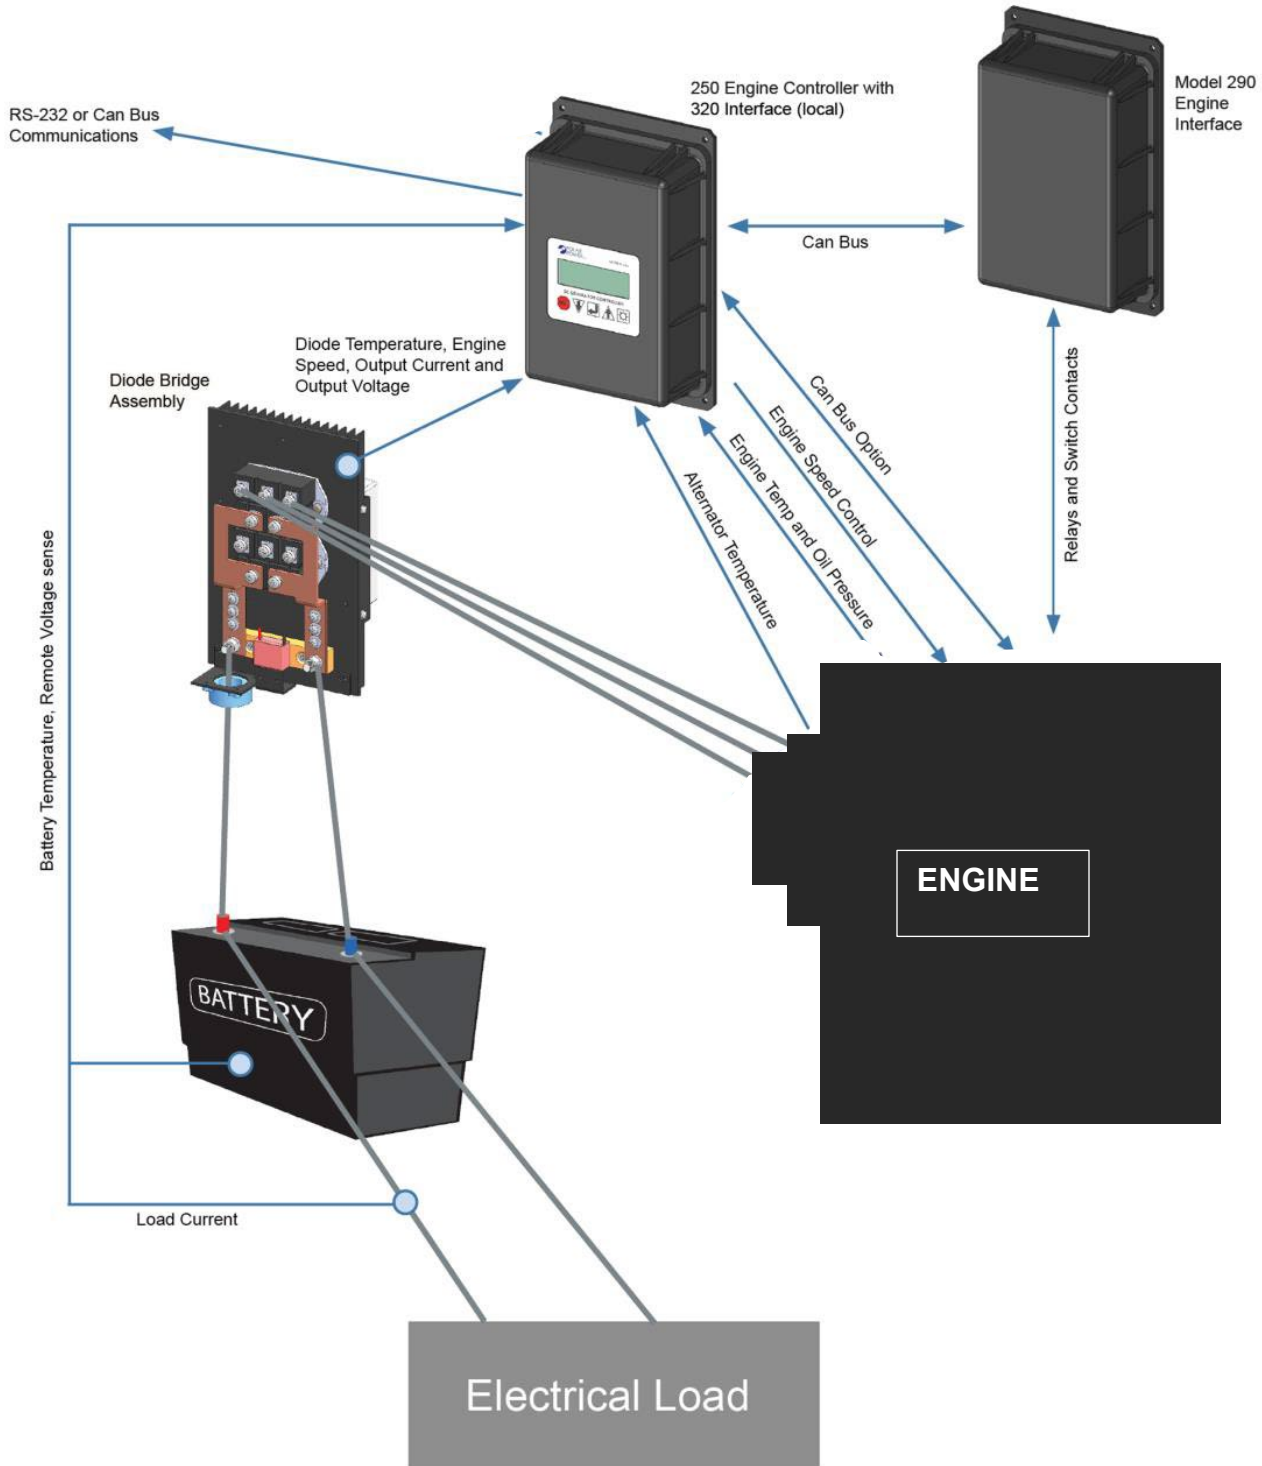 250 Engine Controller with
320 Interface (local)
Model 290
Engine
Interface
RS-232 or Can Bus
Communications
Can Bus
Diode Temperature, Engine
Speed, Output Current and
Output Voltage
Diode Bridge
Assembly
Can Bus Option
Engine Speed Control
Engine Temp and Oil Pressure
Alternator Temperature
Relays and Switch Contacts
Battery Temperature, Remote Voltage sense
ENGINE
BATTERY
Load Current
Electrical Load